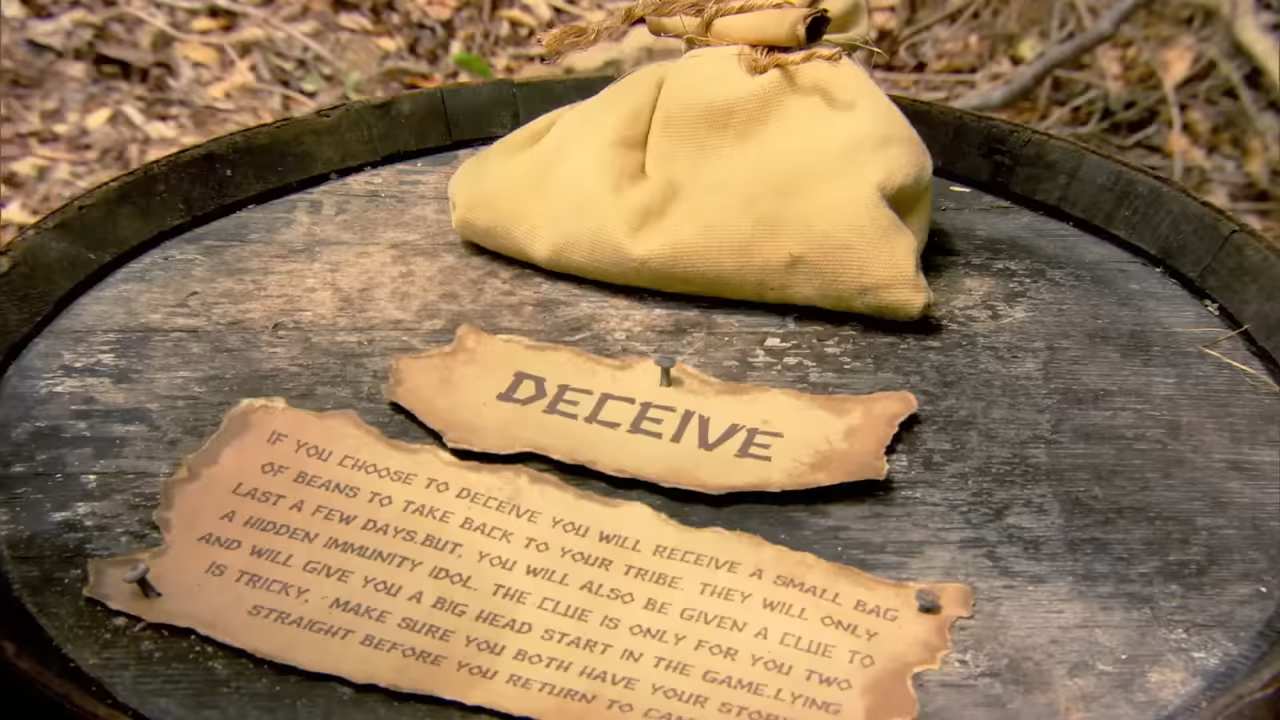 DECEIVE
IF YOU CHOOSE TO DECEIVE YOU WILL RECEIVE A SMALL BAG
OF BEANS TO TAKE BACK TO YOUR TRIBE. THEY WILL ONLY
LAST A FEW DAYS.BUT, YOU WILL ALSO BE GIVEN A CLUE TO
A HIDDEN IMMUNITY IDOL. THE CLUE IS ONLY FOR YOU TWO
AND WILL GIVE YOU A BIG HEAD START IN THE GAME.LYING
IS TRICKY, MAKE SURE YOU BOTH HAVE YOUR
STRAIGHT BEFORE YOU RETURN TO